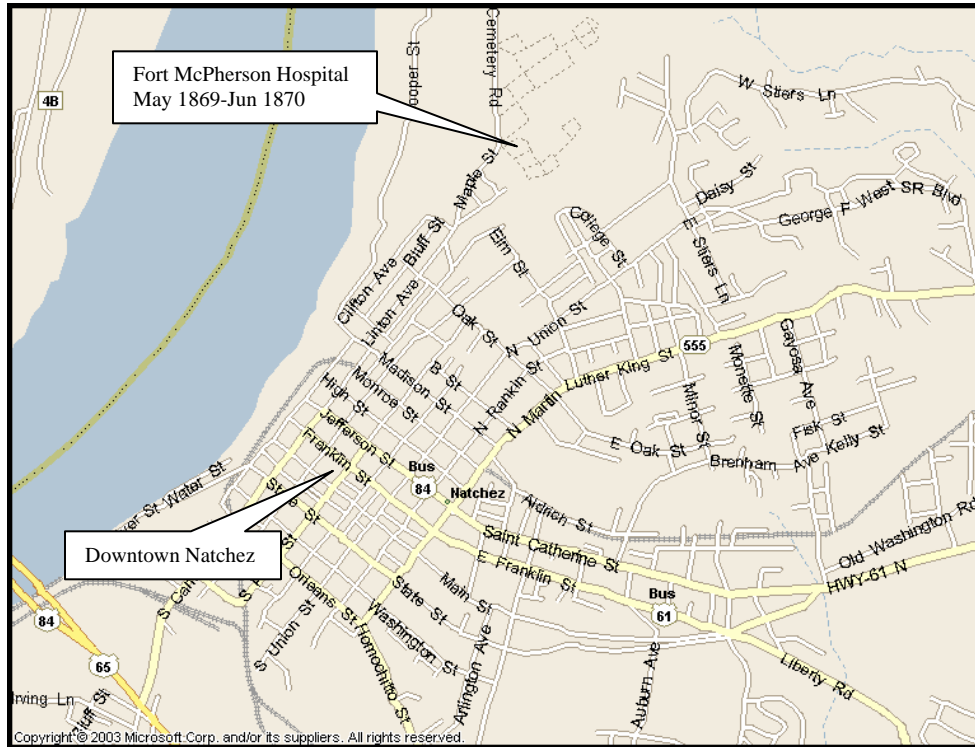 Fort McPherson Hospital
May 1869-Jun 1870
Cemetery Rd
ooper St
4B
W Stiers Ln
Maple St
Daisy St
George F West SR Blvd
College St
E Stiers Ln
Elm St
Bluff St
Clifton Ave
Linton Ave
Oak St
N Union St
555
Gayosa Ave
Madison St
B St
N Rankin St
N Martin Luther King St
Monette St
Monroe St
High St
Minor St
Fisk St
Jefferson St
E Oak St
Brenham Ave
Kelly St
Franklin St
Bus
84
Natchez
Aldrich St
State St
er St
Water St
Old Washington Rd
Saint Catherine St
Downtown Natchez
HWY-61 N
E Franklin St
Orleans St
Main St
Bus
61
State St
S Can
Washington St
84
S Union St
Homochitto St
65
Arlington Ave
Auburn Ave
Liberty Rd
Irving Ln
Bluff St
Copyright © 2003 Microsoft Corp. and/or its suppliers. All rights reserved.